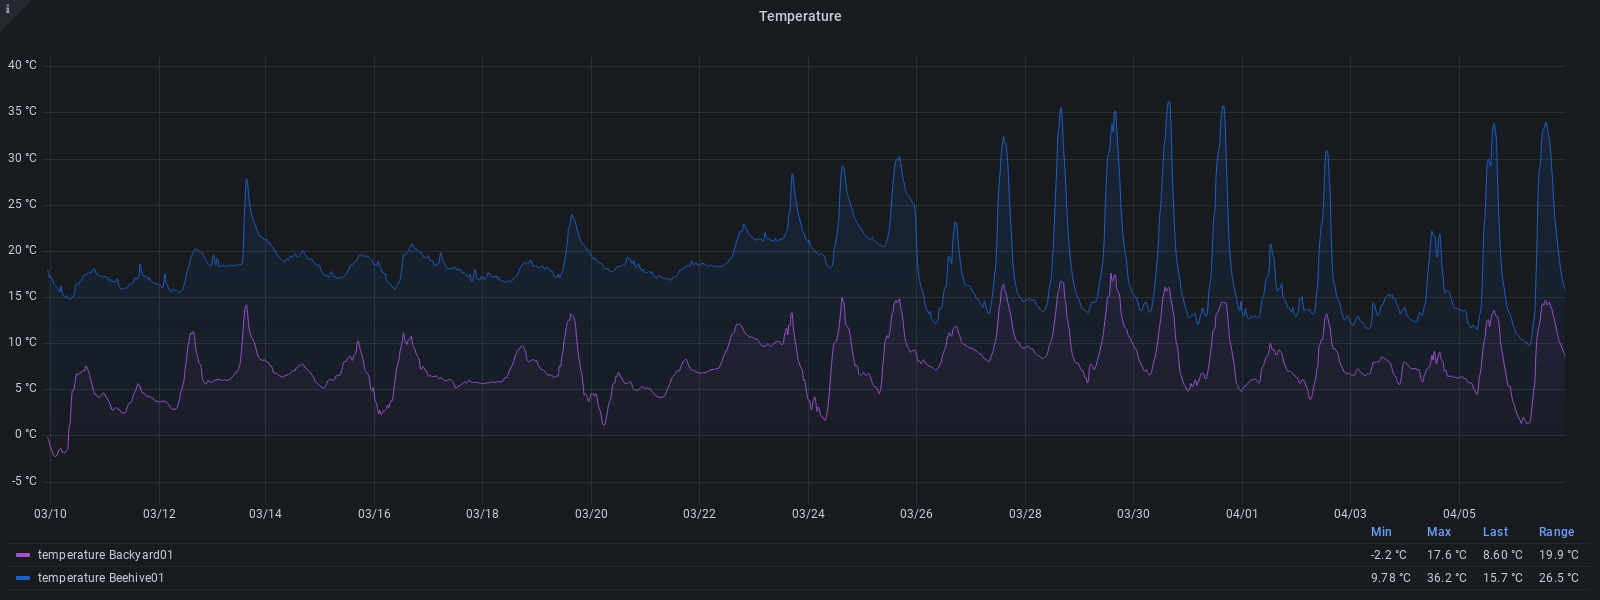 i
Temperature
40 °C
35 °C
30 °C
25 °C
20 °C
15 °C
10 °C
5 °C
0 °C
-5 °C
03/10 03/12 03/14 03/16 03/18 03/20 03/22 03/24 03/26 03/28 03/30 04/01 04/03 04/05
Min Max Last Range
temperature Backyard01 -2.2 °C 17.6 °C 8.60 °C 19.9 °C
temperature Beehive01 9.78 °C 36.2 °C 15.7 °C 26.5 °C